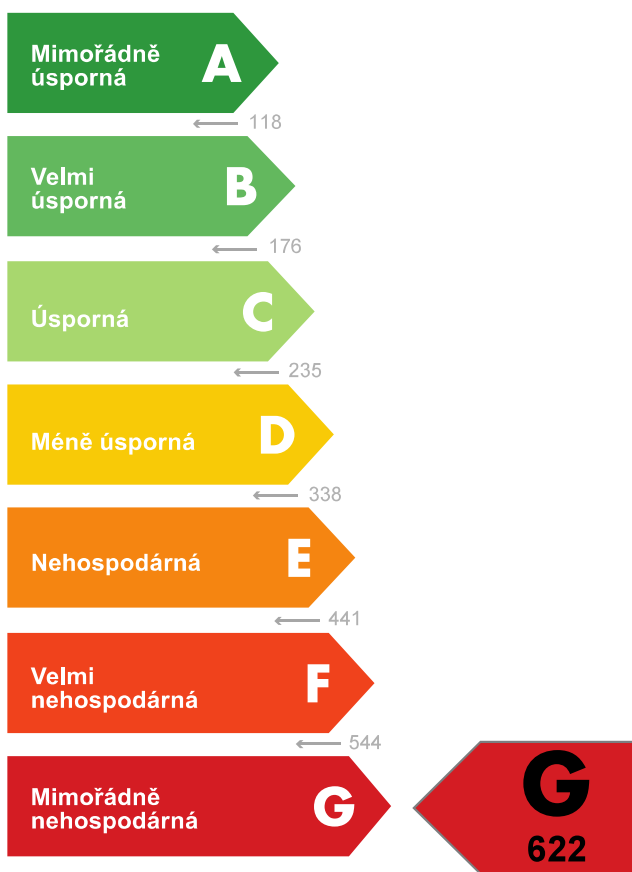 Mimořádně
úsporná
A
118
Velmi
úsporná
B
176
Úsporná
C
235
Méně úsporná
D
338
Nehospodárná
E
441
Velmi
nehospodárná
F
544
Mimořádně
nehospodárná
G
G
622